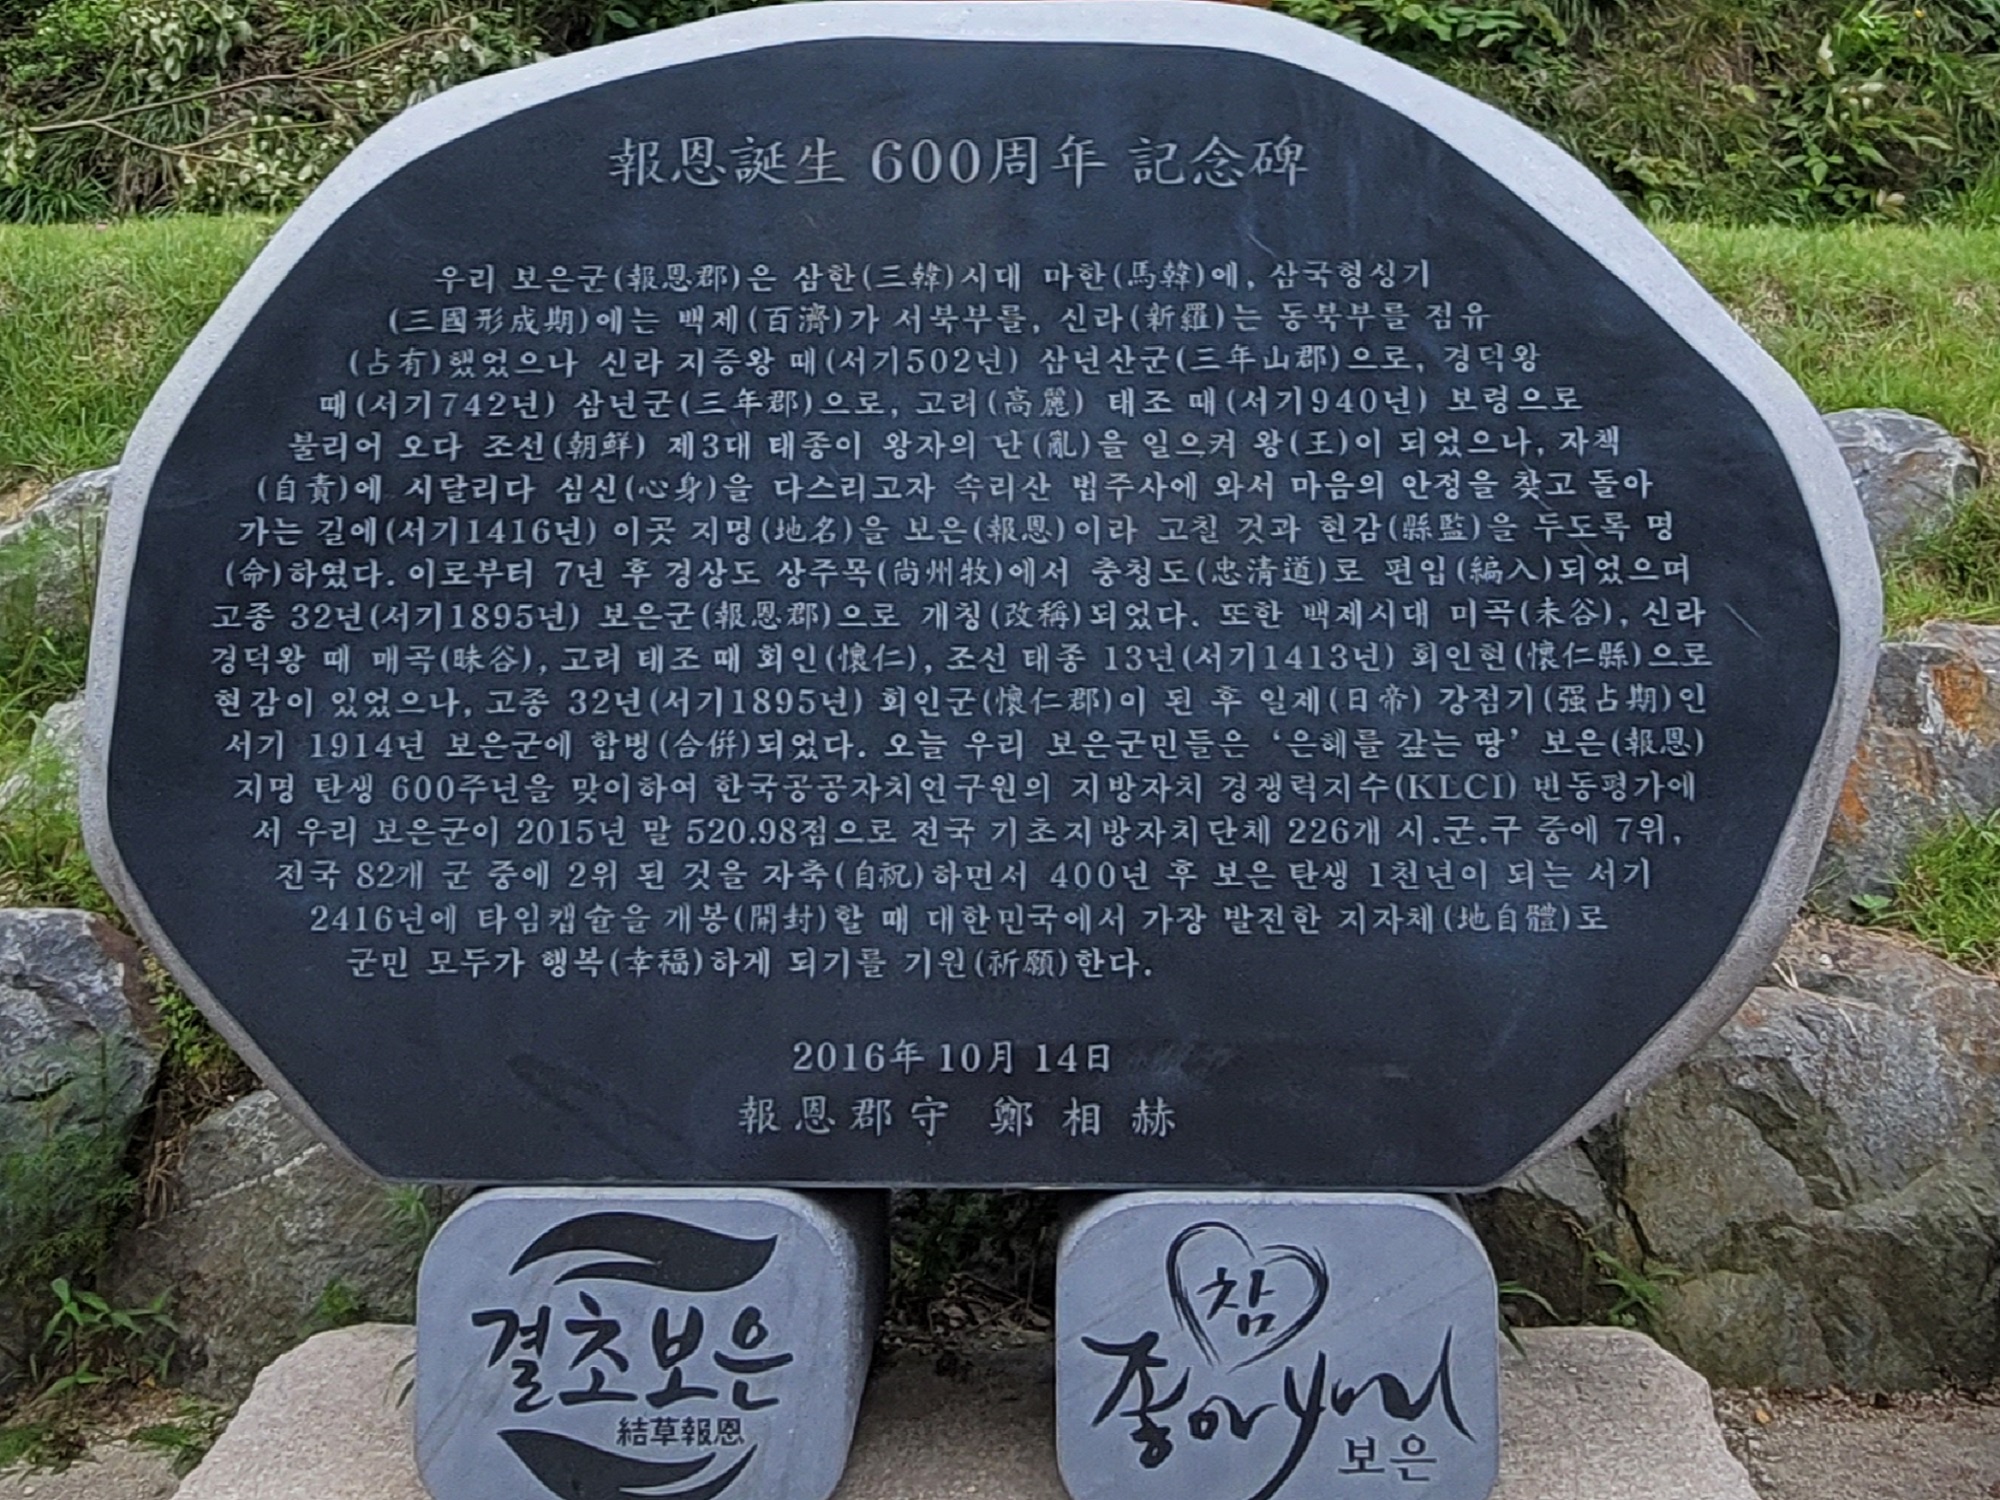 報恩誕生 600周年 記念碑
우리 보은군(報恩郡)은 삼한(三韓)시대 마한(馬韓)에, 삼국형성기
(三國形成期)에는 백제(百濟)가 서북부를, 신라(新羅)는 동북부를 점유
(占有)했었으나 신라 지증왕 때(서기502년) 삼년산군(三年山郡)으로, 경덕왕
때(서기742년) 삼년군(三年郡)으로, 고려(高麗) 태조 때(서기940년) 보령으로
불리어 오다 조선(朝鮮) 제3대 태종이 왕자의 난(亂)을 일으켜 왕(王)이 되었으나, 자책
(自責)에 시달리다 심신(心身)을 다스리고자 속리산 법주사에 와서 마음의 안정을 찾고 돌아
가는 길에(서기1416년) 이곳 지명(地名)을 보은(報恩)이라 고칠 것과 현감(縣監)을 두도록 명
(命)하였다. 이로부터 7년 후 경상도 상주목(尙州牧)에서 충청도(忠清道)로 편입(編入)되었으며
고종 32년(서기1895년) 보은군(報恩郡)으로 개칭(改稱)되었다. 또한 백제시대 미곡(未谷), 신라
경덕왕 때 매곡(昧谷), 고려 태조 때 회인(懷仁), 조선 태종 13년(서기1413년) 회인현(懷仁縣)으로
현감이 있었으나, 고종 32년(서기1895년) 회인군(懷仁郡)이 된 후 일제(日帝) 강점기(强占期)인
서기 1914년 보은군에 합병(合倂)되었다. 오늘 우리 보은군민들은 ‘은혜를 갚는 땅’ 보은(報恩)
지명 탄생 600주년을 맞이하여 한국공공자치연구원의 지방자치 경쟁력지수(KLCI) 변동평가에
서 우리 보은군이 2015년 말 520.98점으로 전국 기초지방자치단체 226개 시.군.구 중에 7위,
전국 82개 군 중에 2위 된 것을 자축(自祝)하면서 400년 후 보은 탄생 1천년이 되는 서기
2416년에 타임캡슐을 개봉(開封)할 때 대한민국에서 가장 발전한 지자체(地自體)로
군민 모두가 행복(幸福)하게 되기를 기원(祈願)한다.
2016年 10月 14日
報恩郡守 鄭相赫
결초보은
結草報恩
참
좋아you
보은